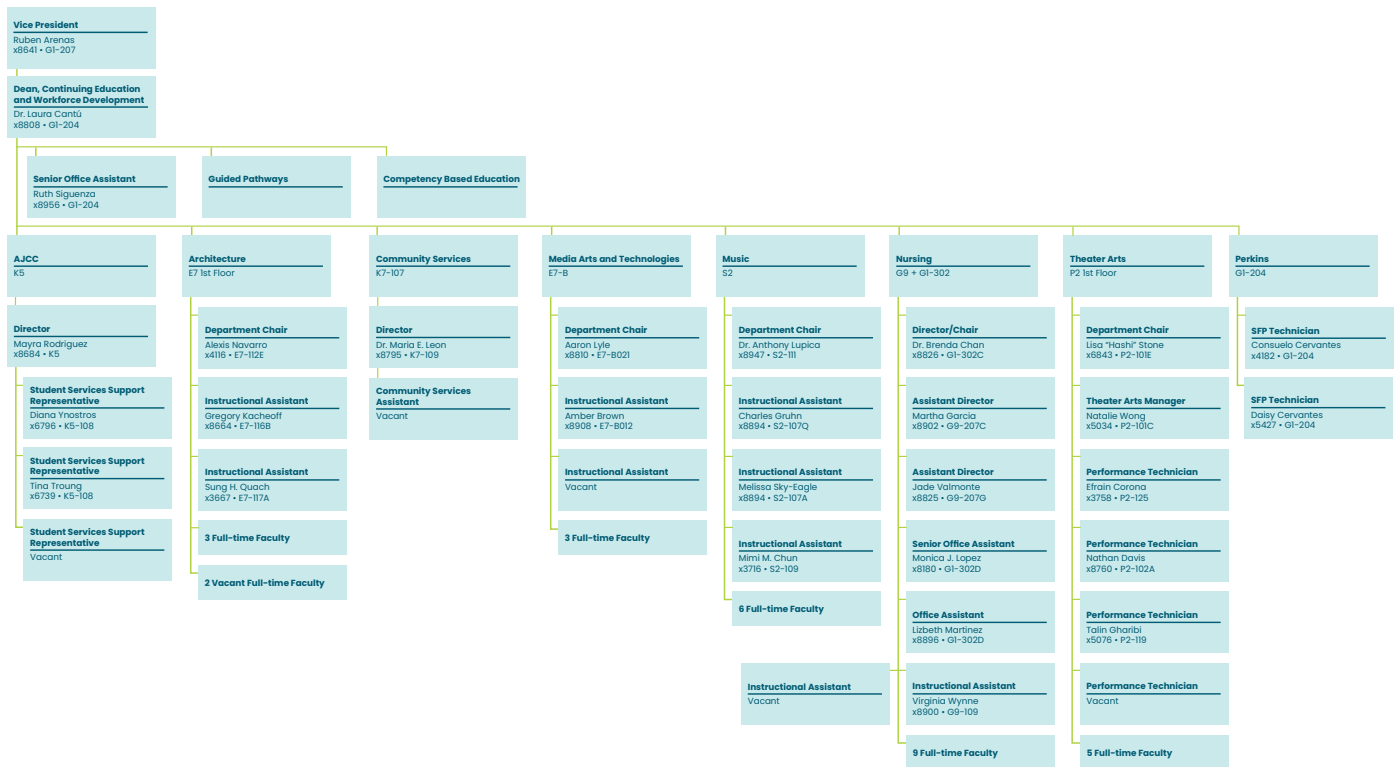 Vice President
Ruben Arenas
x8641 • G1-207
Dean, Continuing Education
and Workforce Development
Dr. Laura Cantú
x8808 • G1-204
Senior Office Assistant
Ruth Siguenza
x8956 • G1-204
Guided Pathways
Competency Based Education
AJCC
K5
Director
Mayra Rodriguez
x8684 • K5
Student Services Support
Representative
Diana Ynostros
x6796 • K5-108
Student Services Support
Representative
Tina Troung
x6739 • K5-108
Student Services Support
Representative
Vacant
Architecture
E7 1st Floor
Department Chair
Alexis Navarro
x4116 • E7-112E
Instructional Assistant
Gregory Kacheoff
x8664 • E7-116B
Instructional Assistant
Sung H. Quach
x3667 • E7-117A
3 Full-time Faculty
2 Vacant Full-time Faculty
Community Services
K7-107
Director
Dr. Maria E. Leon
x8795 • K7-109
Community Services
Assistant
Vacant
Media Arts and Technologies
E7-B
Department Chair
Aaron Lyle
x8810 • E7-B021
Instructional Assistant
Amber Brown
x8908 • E7-B012
Instructional Assistant
Vacant
3 Full-time Faculty
Music
S2
Department Chair
Dr. Anthony Lupica
x8947 • S2-111
Instructional Assistant
Charles Gruhn
x8894 • S2-107Q
Instructional Assistant
Melissa Sky-Eagle
x8894 • S2-107A
Instructional Assistant
Mimi M. Chun
x3716 • S2-109
6 Full-time Faculty
Nursing
G9 + G1-302
Director/Chair
Dr. Brenda Chan
x8826 • G1-302C
Assistant Director
Martha Garcia
x8902 • G9-207C
Assistant Director
Jade Valmonte
x8825 • G9-207G
Senior Office Assistant
Monica J. Lopez
x8180 • G1-302D
Office Assistant
Lizbeth Martinez
x8896 • G1-302D
Instructional Assistant
Vacant
Instructional Assistant
Virginia Wynne
x8900 • G9-109
9 Full-time Faculty
Theater Arts
P2 1st Floor
Department Chair
Lisa “Hashi” Stone
x6843 • P2-101E
Theater Arts Manager
Natalie Wong
x5034 • P2-101C
Performance Technician
Efrain Corona
x3758 • P2-125
Performance Technician
Nathan Davis
x8760 • P2-102A
Performance Technician
Talin Gharibi
x5076 • P2-119
Performance Technician
Vacant
5 Full-time Faculty
Perkins
G1-204
SFP Technician
Consuelo Cervantes
x4182 • G1-204
SFP Technician
Daisy Cervantes
x5427 • G1-204